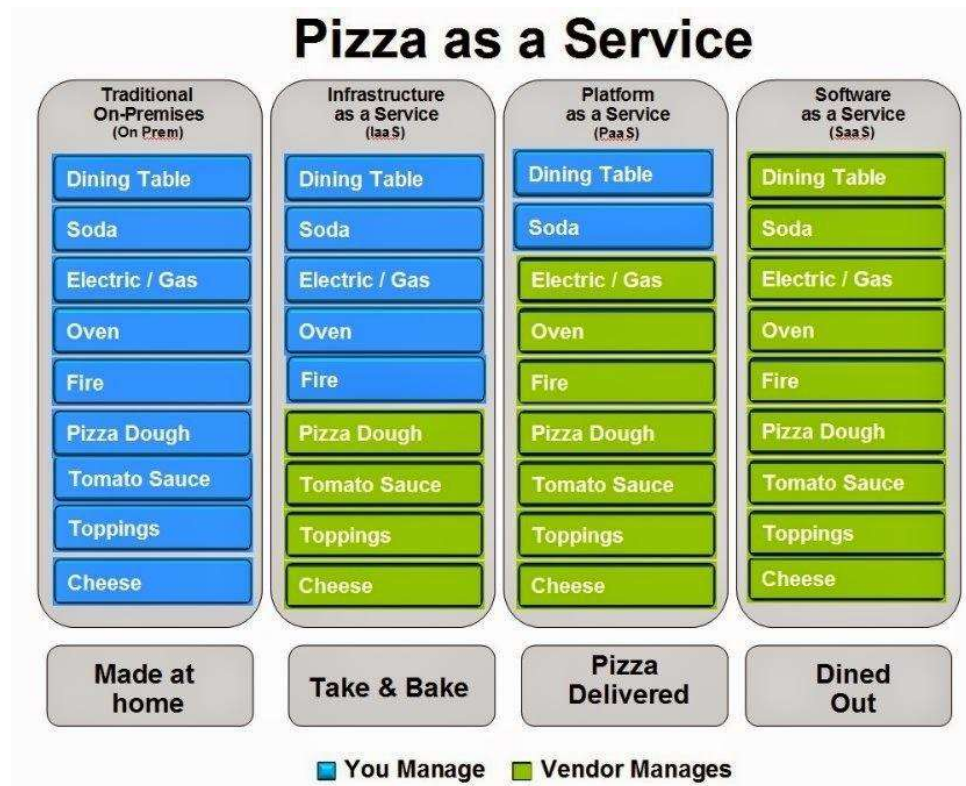 Pizza as a Service
Traditional
On-Premises
(On Prem)
Dining Table
Soda
Electric / Gas
Oven
Fire
Pizza Dough
Tomato Sauce
Toppings
Cheese
Made at
home
Infrastructure
as a Service
(IaaS)
Dining Table
Soda
Electric / Gas
Oven
Fire
Pizza Dough
Tomato Sauce
Toppings
Cheese
Take & Bake
Platform
as a Service
(PaaS)
Dining Table
Soda
Electric / Gas
Oven
Fire
Pizza Dough
Tomato Sauce
Toppings
Cheese
Pizza
Delivered
Software
as a Service
(SaaS)
Dining Table
Soda
Electric / Gas
Oven
Fire
Pizza Dough
Tomato Sauce
Toppings
Cheese
Dined
Out
You Manage
Vendor Manages